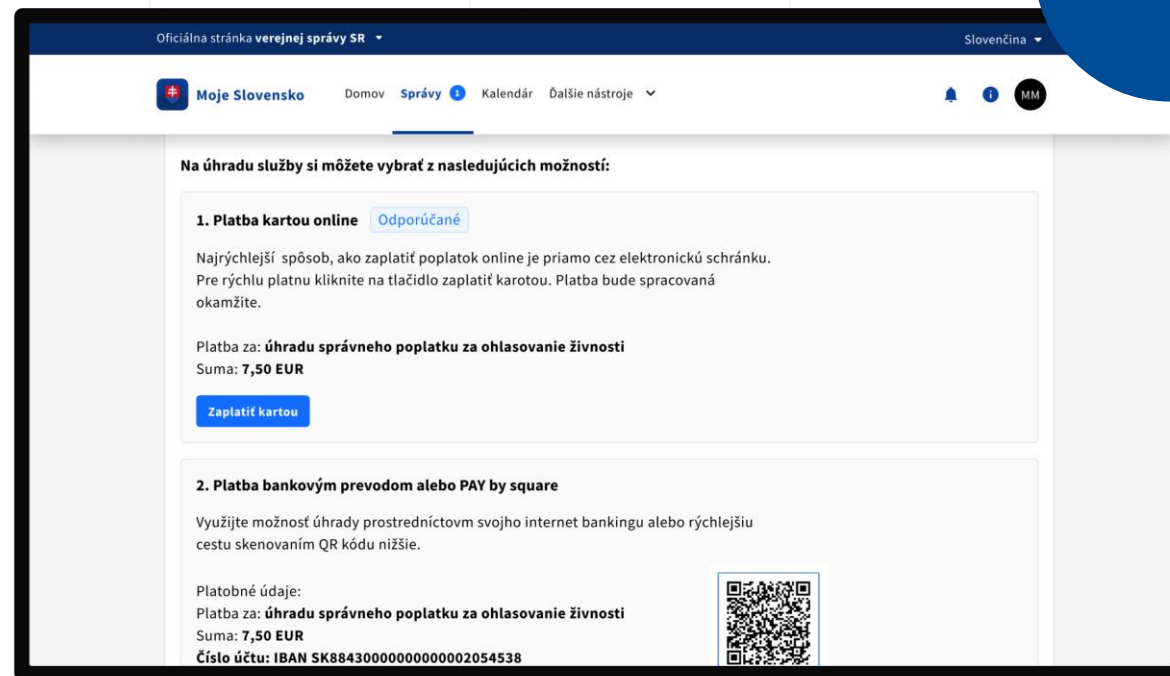 Oficiálna stránka verejnej správy SR
Slovenčina
Moje Slovensko
Domov
Správy 1
Kalendár
Ďalšie nástroje
MM
Na úhradu služby si môžete vybrať z nasledujúcich možností:
1. Platba kartou online
Odporúčané
Najrýchlejší spôsob, ako zaplatiť poplatok online je priamo cez elektronickú schránku.
Pre rýchlu platnu kliknite na tlačidlo zaplatiť karotou. Platba bude spracovaná
okamžite.
Platba za: úhradu správneho poplatku za ohlasovanie živnosti
Suma: 7,50 EUR
Zaplatiť kartou
2. Platba bankovým prevodom alebo PAY by square
Využijte možnosť úhrady prostredníctovm svojho internet bankingu alebo rýchlejšiu
cestu skenovaním QR kódu nižšie.
Platobné údaje:
Platba za: úhradu správneho poplatku za ohlasovanie živnosti
Suma: 7,50 EUR
Číslo účtu: IBAN SK88430000000000002054538